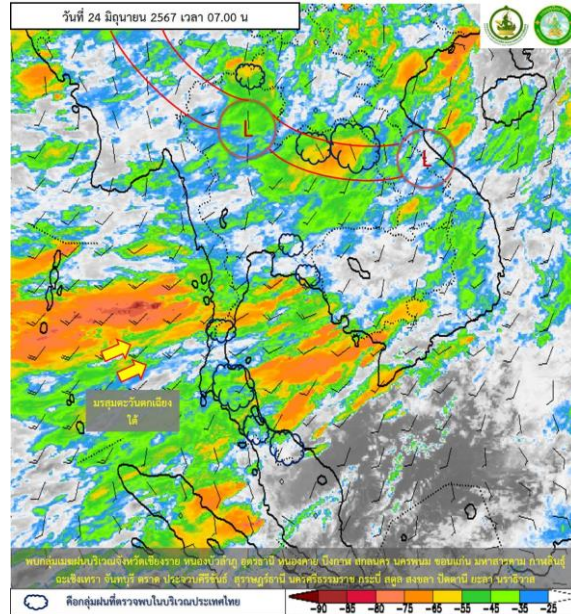 วันที่ 24 มิถุนายน 2567 เวลา 07.00 น
L
L
มรสุมตะวันตกเฉียง
ใต้
พบกลุ่มเมฆฝนบริเวณจังหวัดเชียงราย หนองบัวลำภู อุดรธานี หนองคาย บึงกาฬ สกลนคร นครพนม ขอนแก่น มหาสารคาม กาฬสินธุ์
ฉะเชิงเทรา จันทบุรี ตราด ประจวบคีรีขันธ์ สุราษฎร์ธานี นครศรีธรรมราช กระบี่ สตูล สงขลา ปัตตานี ยะลา นราธิวาส
คือกลุ่มฝนที่ตรวจพบในบริเวณประเทศไทย
-90 -80 -75 -65 -55 -45 -35 -25